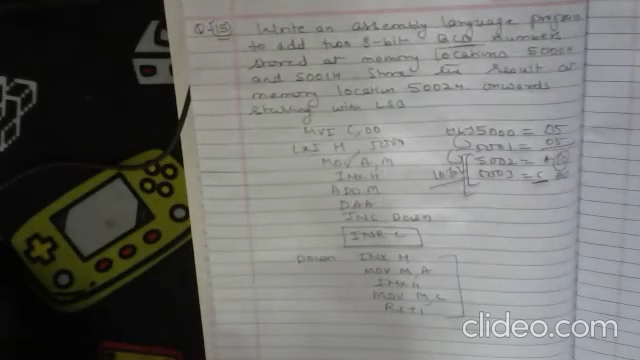 Q.(15) Write an assembly language program
to add two 8-bit BCD number
stored at memory locations 5000H
and 5001H. Store the result at
memory location 5002H onwards
starting with LSB
MVI C, 00
LXI H, 5000
MOV A, M
INX H
ADD M
DAA
JNC Down
INR C
Down INX H
MOV M, A
INX H
MOV M, C
RST 1
5000 = 05
5001 = 05
5002 =
5003 =
clideo.com